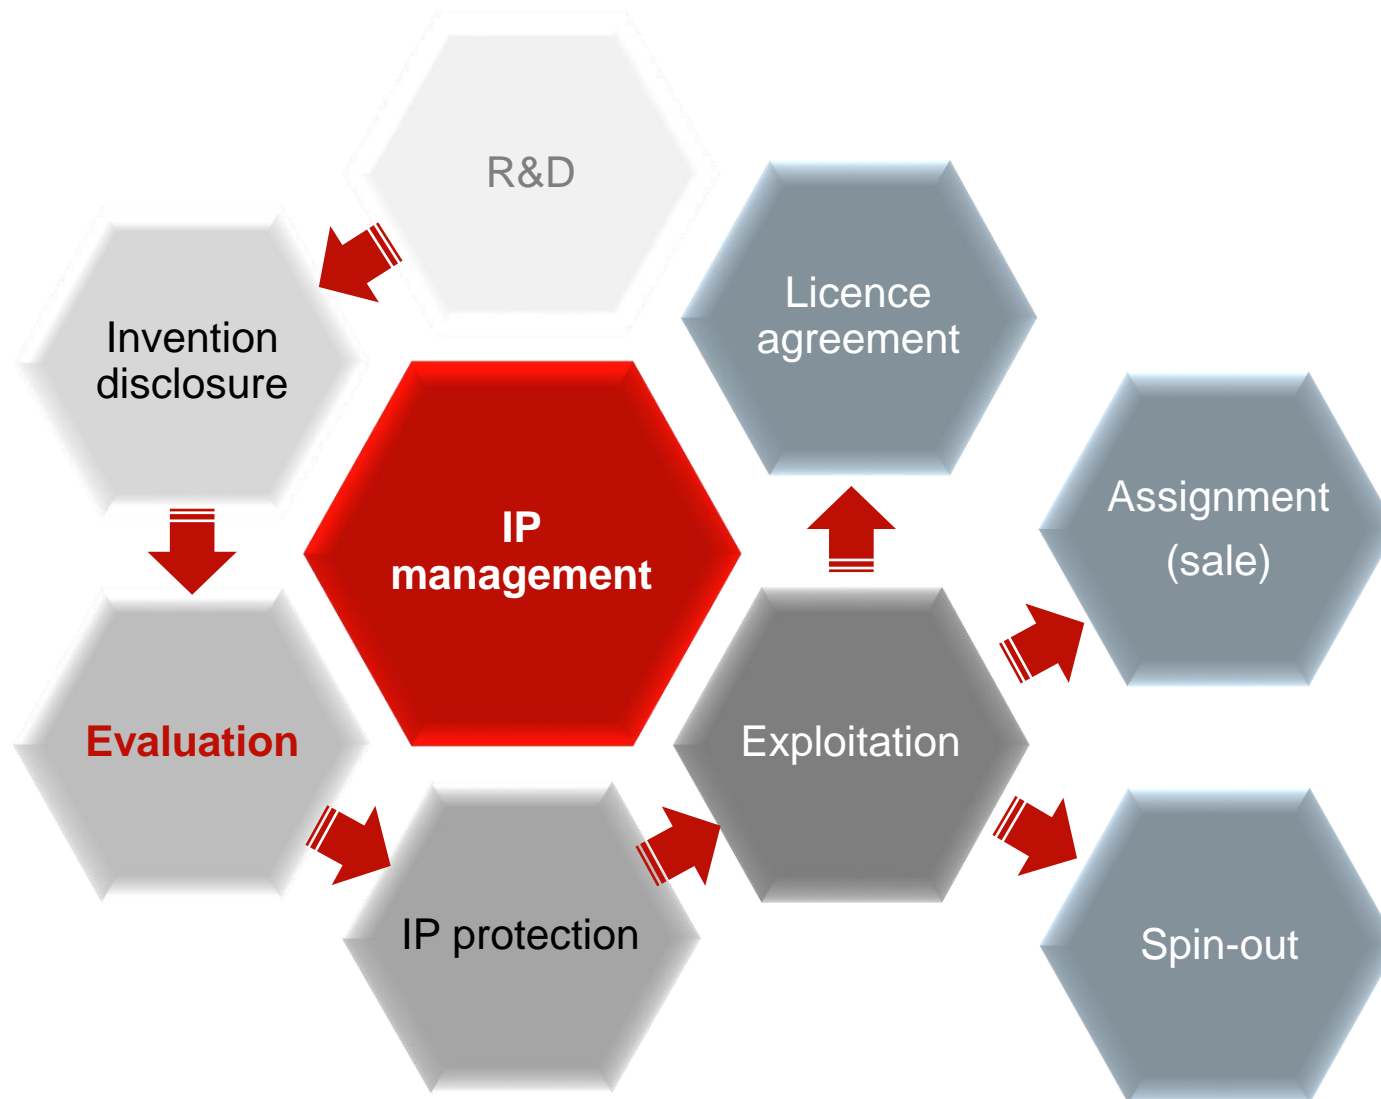 R&D
Invention
disclosure
Licence
agreement
IP
management
Assignment
(sale)
Evaluation
Exploitation
IP protection
Spin-out